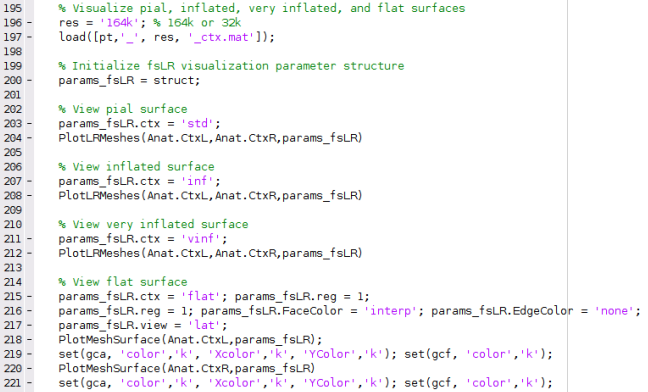 195 % Visualize pial, inflated, very inflated, and flat surfaces
196 - res = '164k'; % 164k or 32k
197 - load([pt,'_', res, '_ctx.mat']);
198
199 % Initialize fsLR visualization parameter structure
200 - params_fsLR = struct;
201
202 % View pial surface
203 - params_fsLR.ctx = 'std';
204 - PlotLRMeshes(Anat.CtxL,Anat.CtxR,params_fsLR)
205
206 % View inflated surface
207 - params_fsLR.ctx = 'inf';
208 - PlotLRMeshes(Anat.CtxL,Anat.CtxR,params_fsLR)
209
210 % View very inflated surface
211 - params_fsLR.ctx = 'vinf';
212 - PlotLRMeshes(Anat.CtxL,Anat.CtxR,params_fsLR)
213
214 % View flat surface
215 - params_fsLR.ctx = 'flat'; params_fsLR.reg = 1;
216 - params_fsLR.reg = 1; params_fsLR.FaceColor = 'interp'; params_fsLR.EdgeColor = 'none';
217 - params_fsLR.view = 'lat';
218 - PlotMeshSurface(Anat.CtxL,params_fsLR);
219 - set(gca, 'color','k', 'Xcolor','k', 'YColor','k'); set(gcf, 'color','k');
220 - PlotMeshSurface(Anat.CtxR,params_fsLR)
221 - set(gca, 'color','k', 'Xcolor','k', 'YColor','k'); set(gcf, 'color','k');